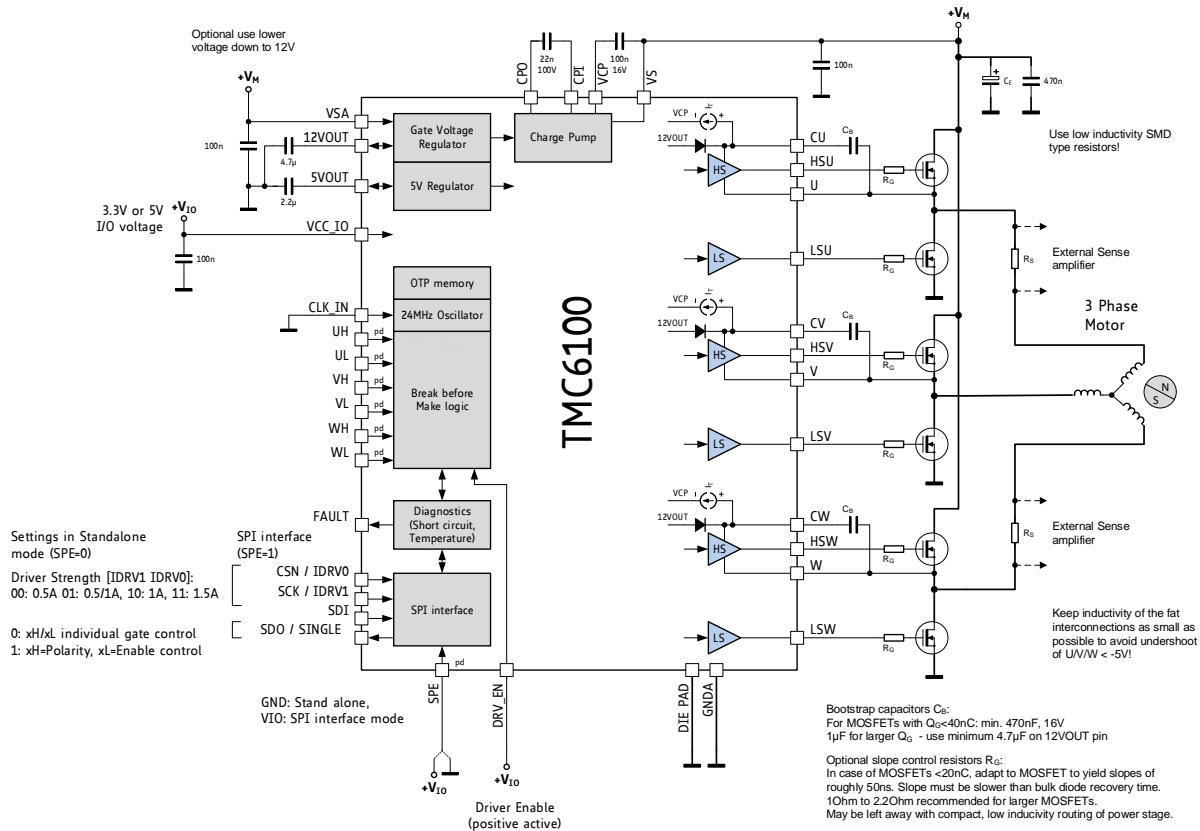 +VM
Optional use lower
voltage down to 12V
22n
100V
100n
16V
CPO
CPI
VCP
VS
100n
+
CE
470n
+VM
VSA
12VOUT
5VOUT
100n
4.7µ
2.2µ
Gate Voltage
Regulator
5V Regulator
Charge Pump
3.3V or 5V
I/O voltage
+VIO
VCC_IO
100n
Use low inductivity SMD
type resistors!
VCP
+
12VOUT
HS
CU
CB
HSU
RG
U
LS
LSU
RG
RS
External Sense
amplifier
OTP memory
24MHz Oscillator
Break before
Make logic
CLK_IN
UH
pd
UL
pd
VH
pd
VL
pd
WH
pd
WL
pd
TMC6100
VCP
+
12VOUT
HS
CV
CB
HSV
RG
V
LS
LSV
RG
3 Phase
Motor
N
S
FAULT
Diagnostics
(Short circuit,
Temperature)
VCP
+
12VOUT
HS
CW
CB
HSW
RG
W
LS
LSW
RG
RS
External Sense
amplifier
Settings in Standalone
mode (SPE=0)
SPI interface
(SPE=1)
Driver Strength [IDRV1 IDRV0]:
00: 0.5A 01: 0.5/1A, 10: 1A, 11: 1.5A
CSN / IDRV0
SCK / IDRV1
SDI
SDO / SINGLE
SPI interface
0: xH/xL individual gate control
1: xH=Polarity, xL=Enable control
Keep inductivity of the fat
interconnections as small as
possible to avoid undershoot
of U/V/W < -5V!
pd
SPE
DRV_EN
DIE PAD
GNDA
GND: Stand alone,
VIO: SPI interface mode
+VIO
+VIO
Driver Enable
(positive active)
Bootstrap capacitors CB:
For MOSFETs with QG<40nC: min. 470nF, 16V
1µF for larger QG - use minimum 4.7µF on 12VOUT pin
Optional slope control resistors RG:
In case of MOSFETs <20nC, adapt to MOSFET to yield slopes of
roughly 50ns. Slope must be slower than bulk diode recovery time.
1Ohm to 2.2Ohm recommended for larger MOSFETs.
May be left away with compact, low inducivity routing of power stage.